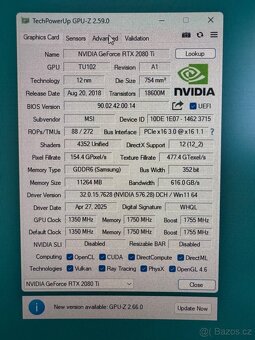 TechPowerUp GPU-Z 2.59.0
Graphics Card Sensors Advanced Validation
Name NVIDIA GeForce RTX 2080 Ti Lookup
GPU TU102 Revision A1
Technology 12 nm Die Size 754 mm²
Release Date Aug 20, 2018 Transistors 18600M
NVIDIA
BIOS Version 90.02.42.00.14 UEFI
Subvendor MSI Device ID 10DE 1E07 - 1462 3715
ROPs/TMUs 88 / 272 Bus Interface PCIe x16 3.0 @ x16 1.1 ?
Shaders 4352 Unified DirectX Support 12 (12_2)
Pixel Fillrate 154.4 GPixel/s Texture Fillrate 477.4 GTexel/s
Memory Type GDDR6 (Samsung) Bus Width 352 bit
Memory Size 11264 MB Bandwidth 616.0 GB/s
Driver Version 32.0.15.7628 (NVIDIA 576.28) DCH / Win11 64
Driver Date Apr 27, 2025 Digital Signature WHQL
GPU Clock 1350 MHz Memory 1750 MHz Boost 1755 MHz
Default Clock 1350 MHz Memory 1750 MHz Boost 1755 MHz
NVIDIA SLI Disabled Resizable BAR Disabled
Computing OpenCL CUDA DirectCompute DirectML
Technologies Vulkan Ray Tracing PhysX OpenGL 4.6
NVIDIA GeForce RTX 2080 Ti Close
New version available: GPU-Z 2.66.0 Update Now
Bazoš.cz